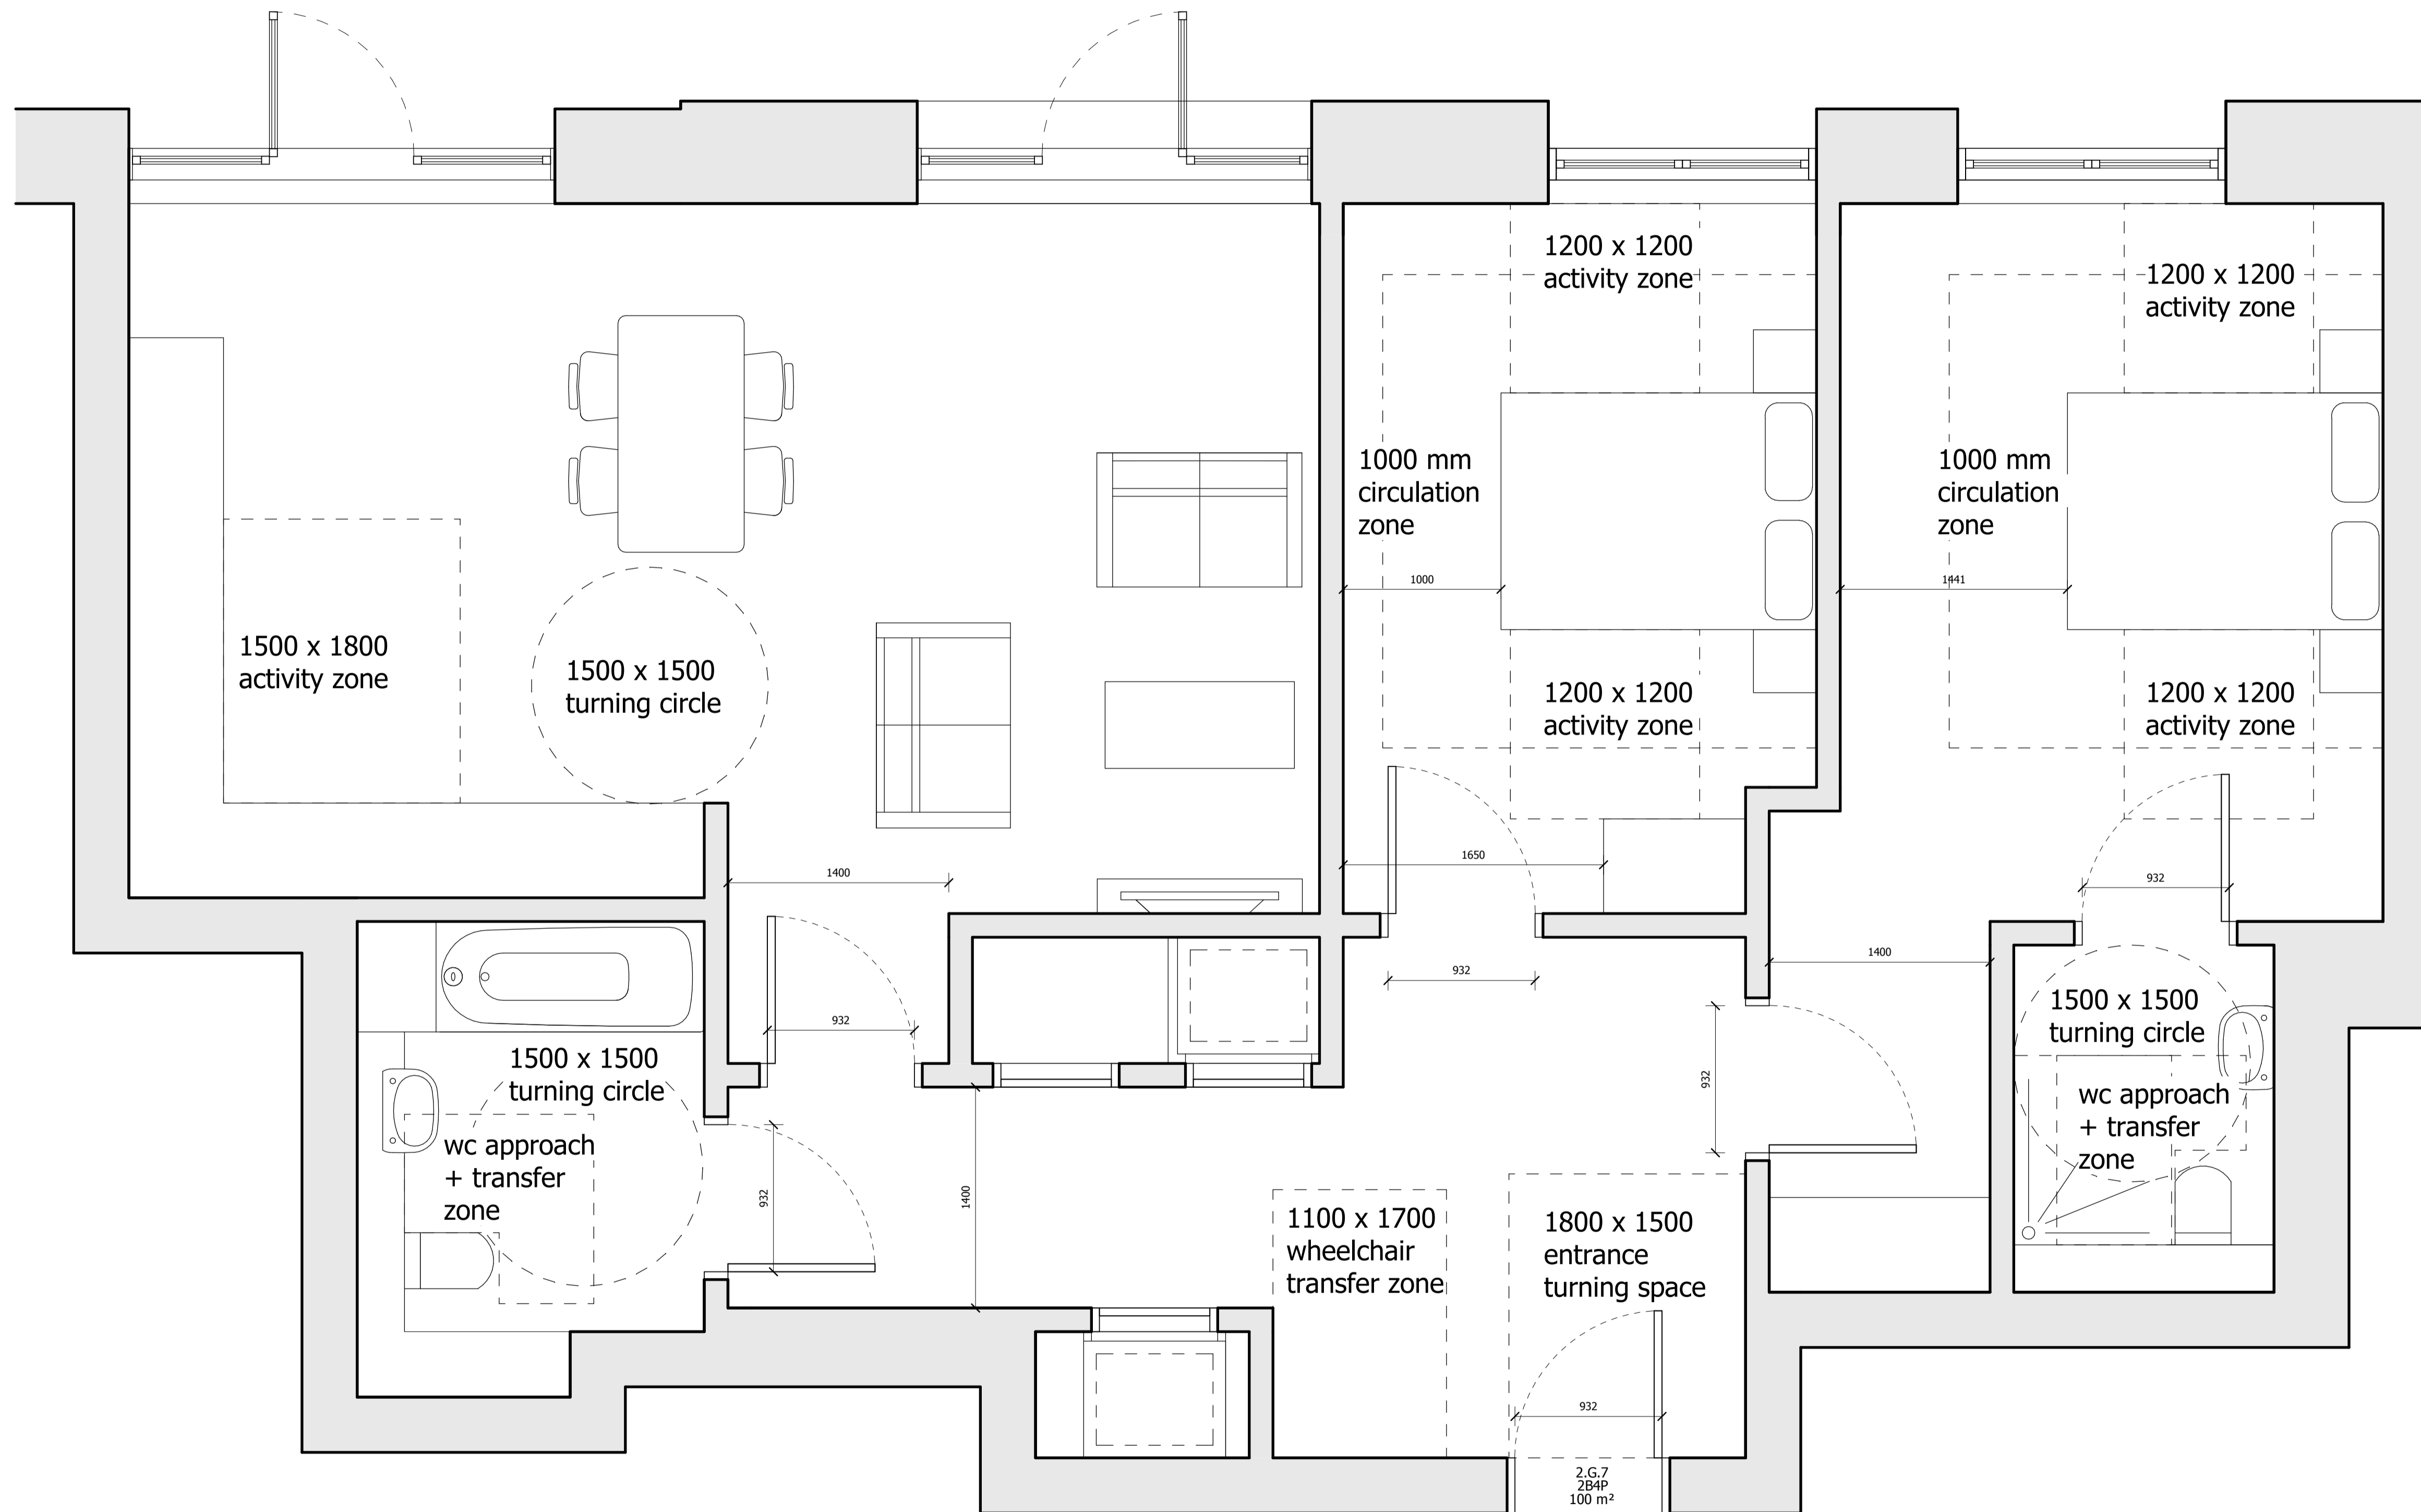 1200 x 1200
activity zone
1200 x 1200
activity zone
1000 mm
circulation
zone
1000 mm
circulation
zone
1000
1441
1500 x 1800
activity zone
1500 x 1500
turning circle
1200 x 1200
activity zone
1200 x 1200
activity zone
1400
1650
932
1400
932
932
1500 x 1500
turning circle
1500 x 1500
turning circle
wc approach
+ transfer
zone
wc approach
+ transfer
zone
932
932
1400
1100 x 1700
wheelchair
transfer zone
1800 x 1500
entrance
turning space
932
2.G.7
2B4P
100 m²